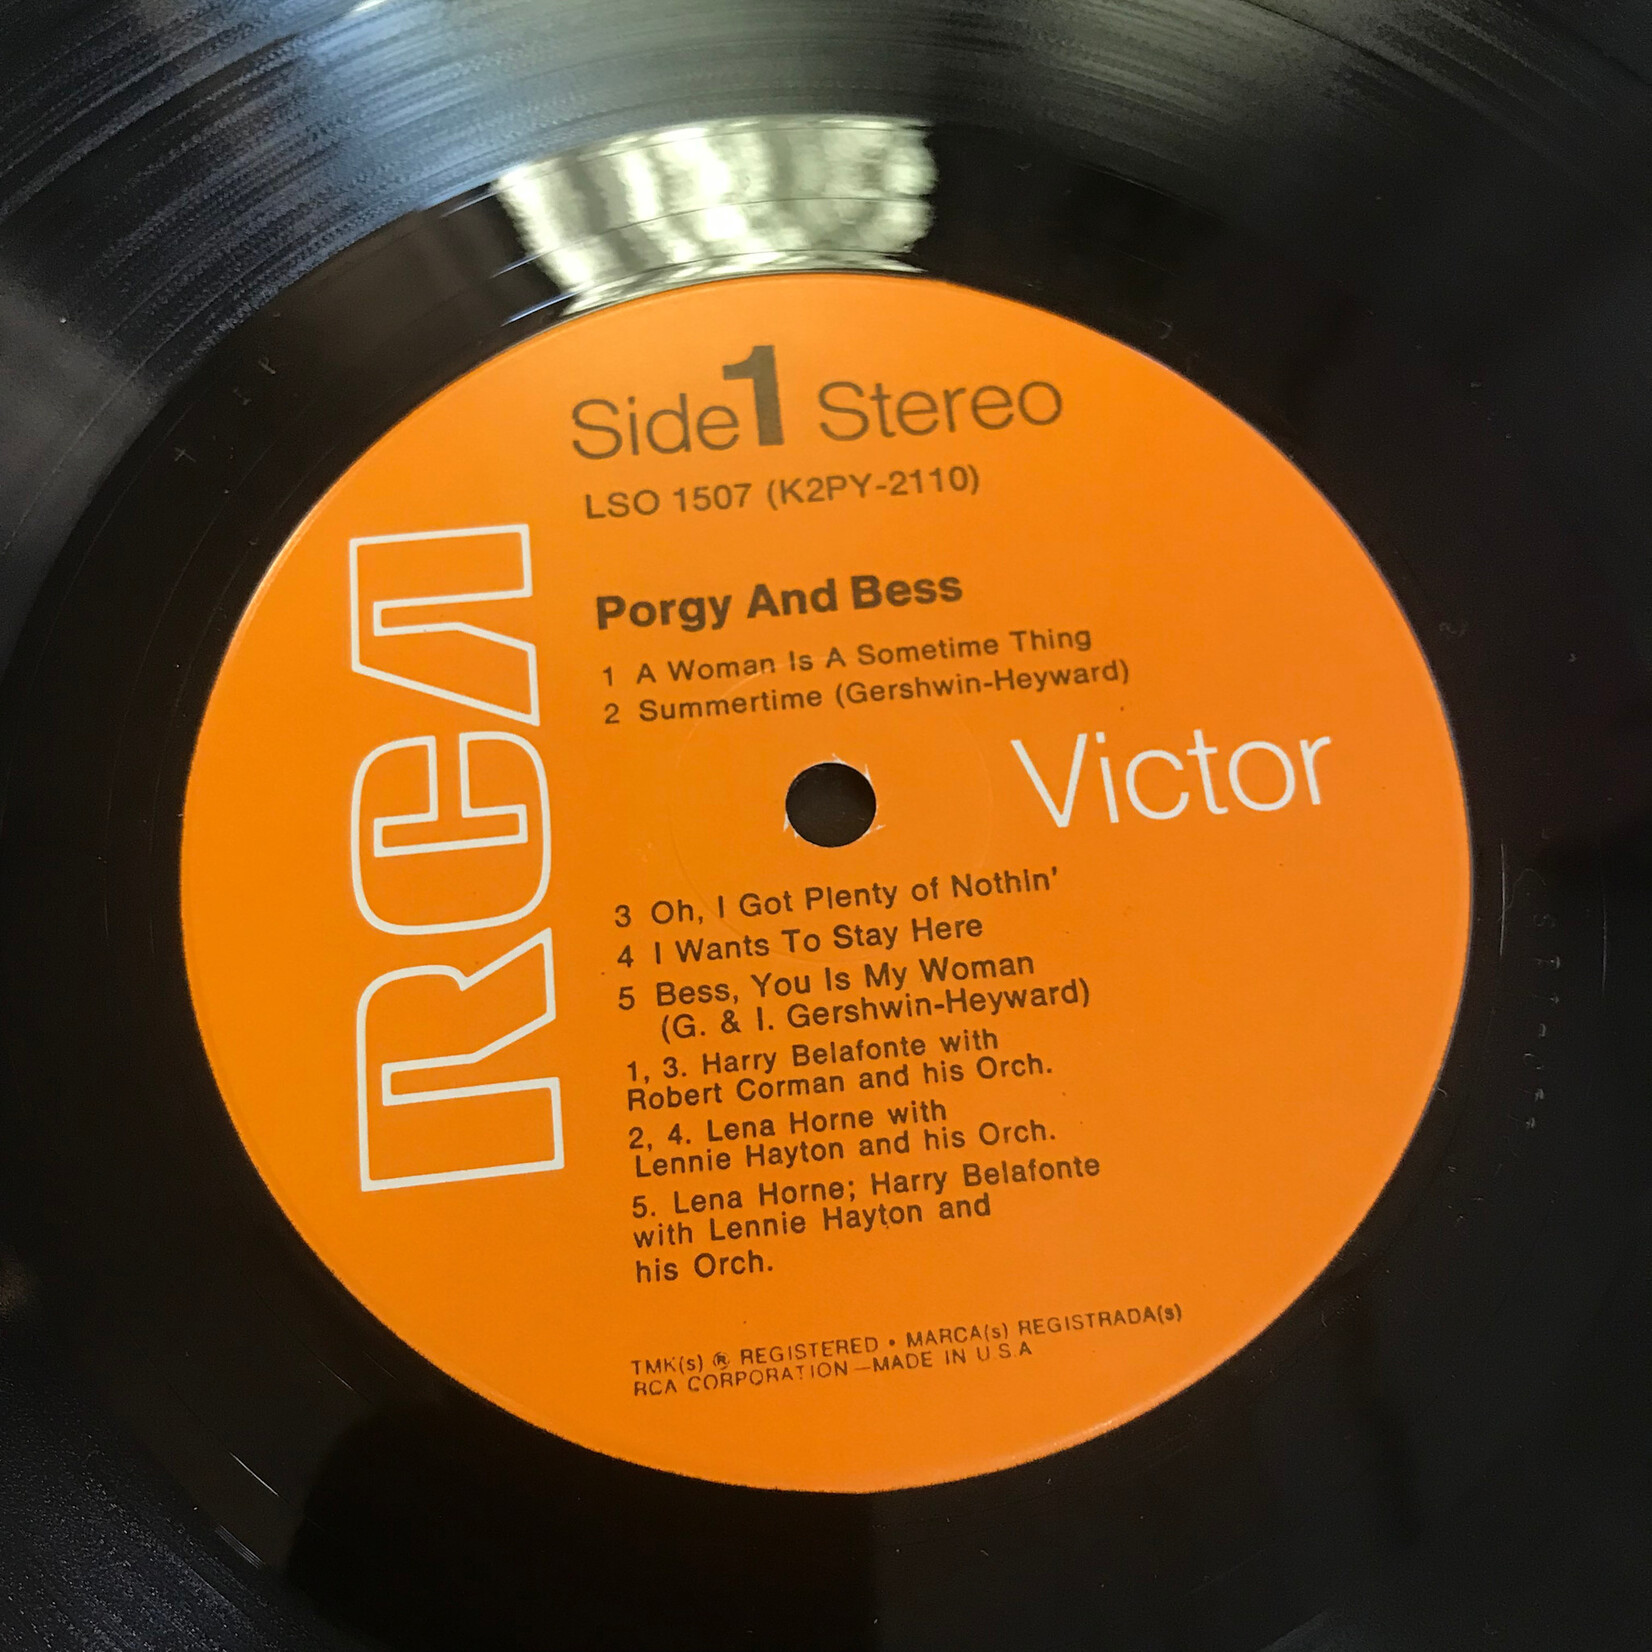 Side 1 Stereo
LSO 1507 (K2PY-2110)
RCA
Porgy And Bess
1 A Woman Is A Sometime Thing
2 Summertime (Gershwin-Heyward)
Victor
3 Oh, I Got Plenty of Nothin'
4 I Wants To Stay Here
5 Bess, You Is My Woman
(G. & I. Gershwin-Heyward)
1, 3. Harry Belafonte with
Robert Corman and his Orch.
2, 4. Lena Horne with
Lennie Hayton and his Orch.
5. Lena Horne; Harry Belafonte
with Lennie Hayton and
his Orch.
TMK(s) ® REGISTERED • MARCA(s) REGISTRADA(s)
RCA CORPORATION—MADE IN U.S.A